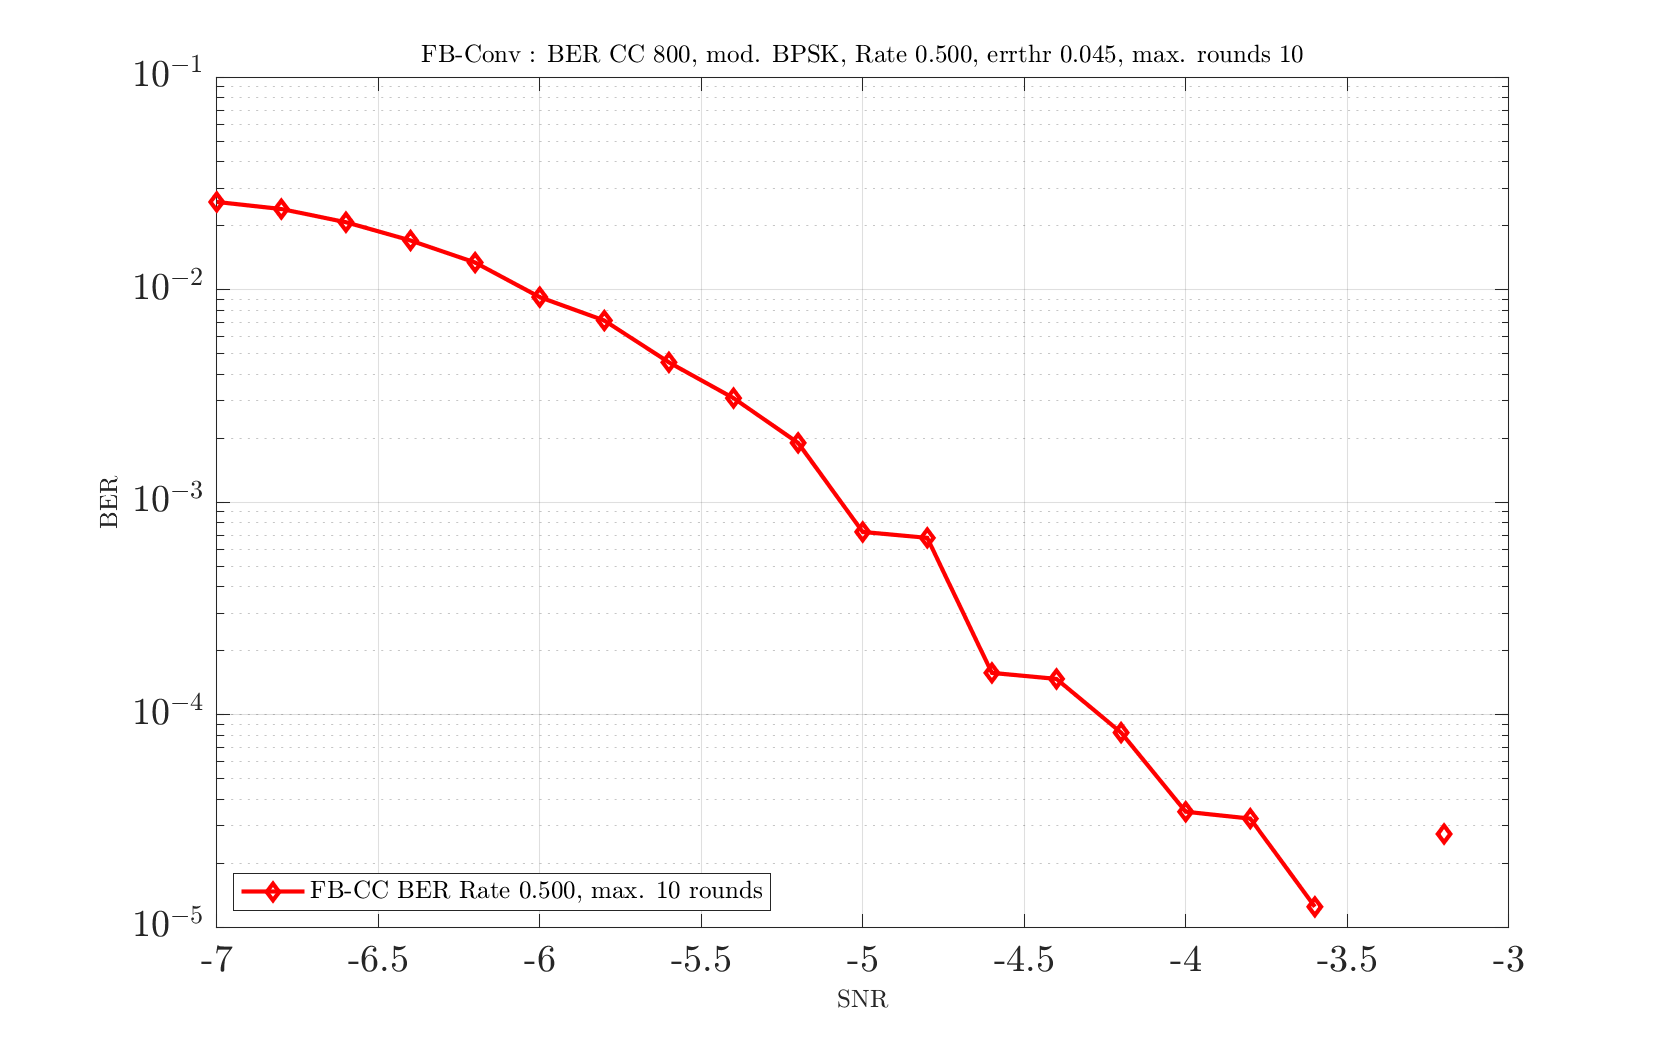 FB-Conv : BER CC 800, mod. BPSK, Rate 0.500, errthr 0.045, max. rounds 10
10^{-1}
10^{-2}
10^{-3}
10^{-4}
10^{-5}
BER
FB-CC BER Rate 0.500, max. 10 rounds
-7 -6.5 -6 -5.5 -5 -4.5 -4 -3.5 -3
SNR